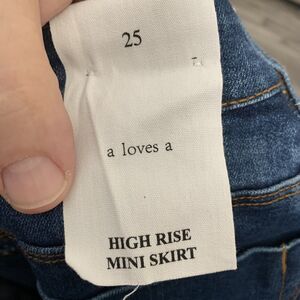 25
a loves a
HIGH RISE
MINI SKIRT